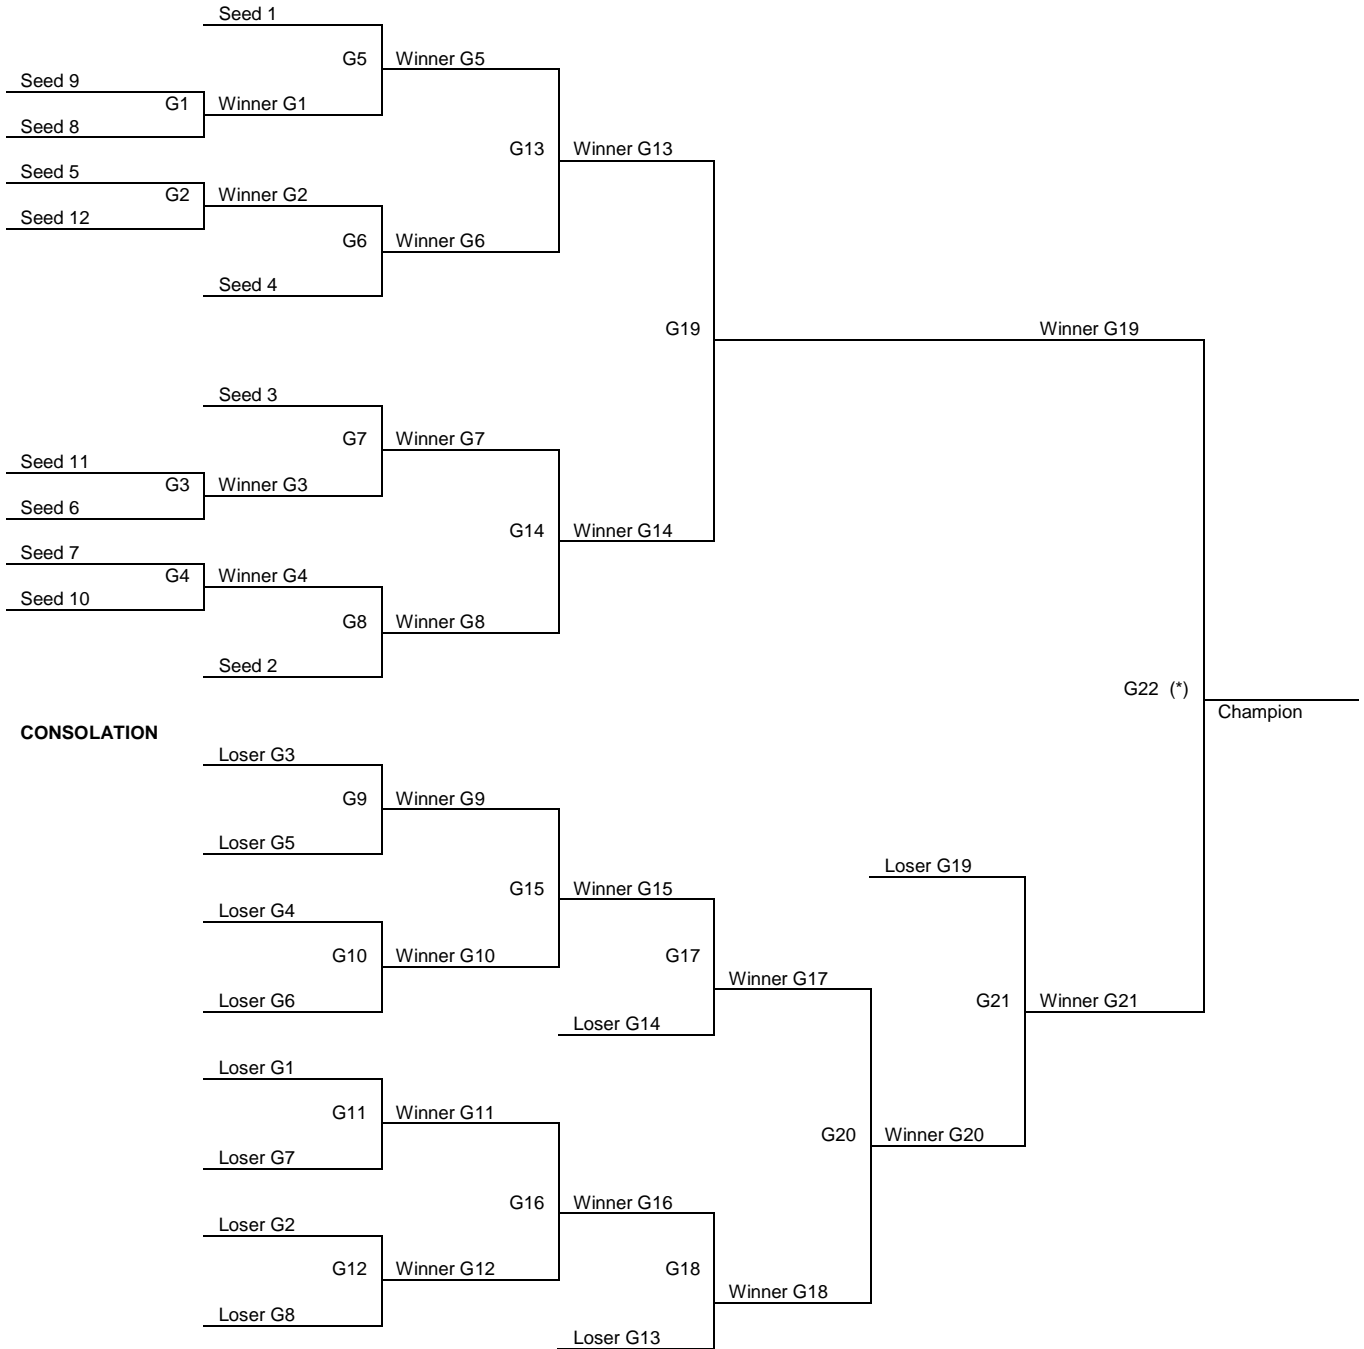 Seed 1
G5
Winner G5
Seed 9
G1
Winner G1
Seed 8
G13
Winner G13
Seed 5
G2
Winner G2
Seed 12
G6
Winner G6
Seed 4
G19
Winner G19
Seed 3
G7
Winner G7
Seed 11
G3
Winner G3
Seed 6
G14
Winner G14
Seed 7
G4
Winner G4
Seed 10
G8
Winner G8
Seed 2
G22 (*)
Champion
CONSOLATION
Loser G3
G9
Winner G9
Loser G5
Loser G19
G15
Winner G15
Loser G4
G10
Winner G10
G17
Winner G17
Loser G6
G21
Winner G21
Loser G14
Loser G1
G11
Winner G11
G20
Winner G20
Loser G7
G16
Winner G16
Loser G2
G12
Winner G12
G18
Winner G18
Loser G8
Loser G13